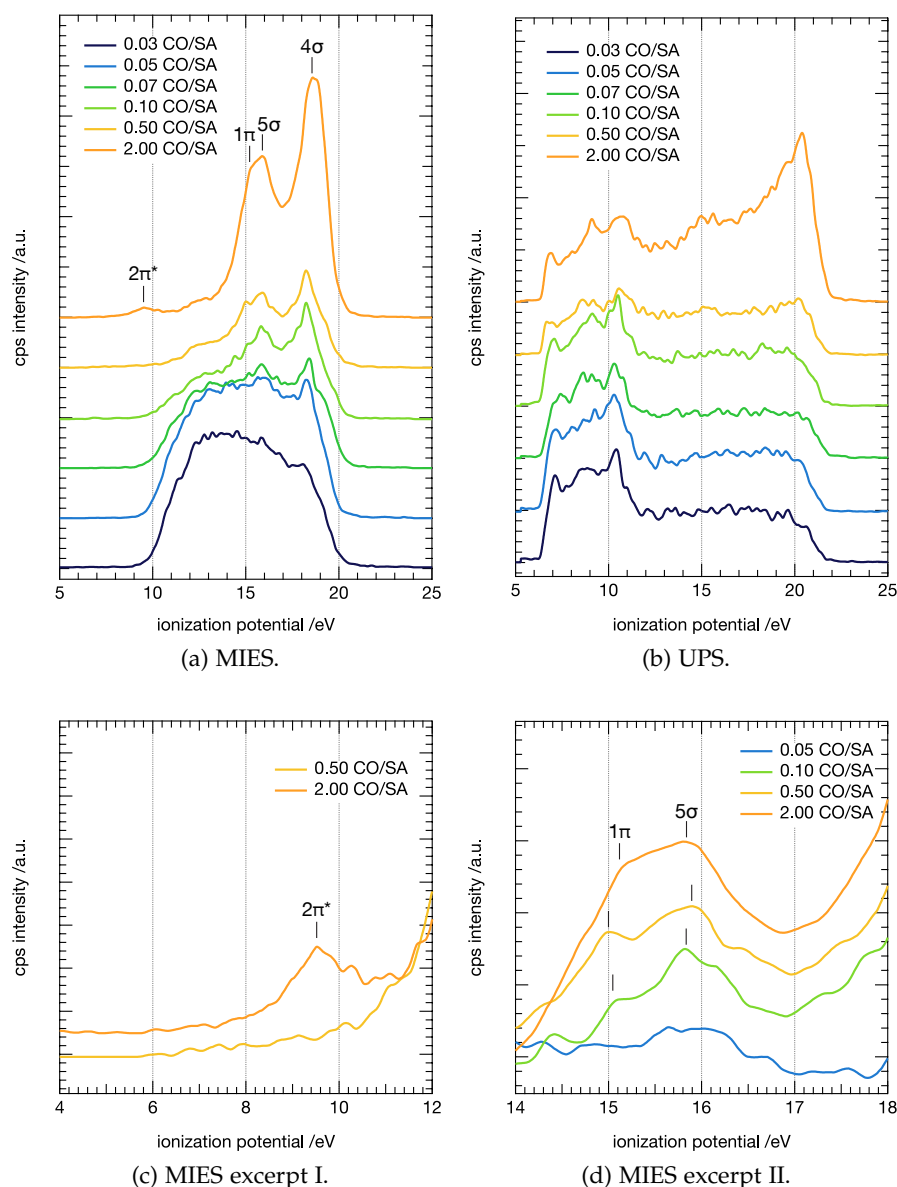 0.03 CO/SA
0.05 CO/SA
0.07 CO/SA
0.10 CO/SA
0.50 CO/SA
2.00 CO/SA
4σ
1π
5σ
2π*
cps intensity /a.u.
5
10
15
20
25
ionization potential /eV
(a) MIES.
0.03 CO/SA
0.05 CO/SA
0.07 CO/SA
0.10 CO/SA
0.50 CO/SA
2.00 CO/SA
cps intensity /a.u.
5
10
15
20
25
ionization potential /eV
(b) UPS.
0.50 CO/SA
2.00 CO/SA
2π*
cps intensity /a.u.
4
6
8
10
12
ionization potential /eV
(c) MIES excerpt I.
0.05 CO/SA
0.10 CO/SA
0.50 CO/SA
2.00 CO/SA
5σ
1π
cps intensity /a.u.
14
15
16
17
18
ionization potential /eV
(d) MIES excerpt II.